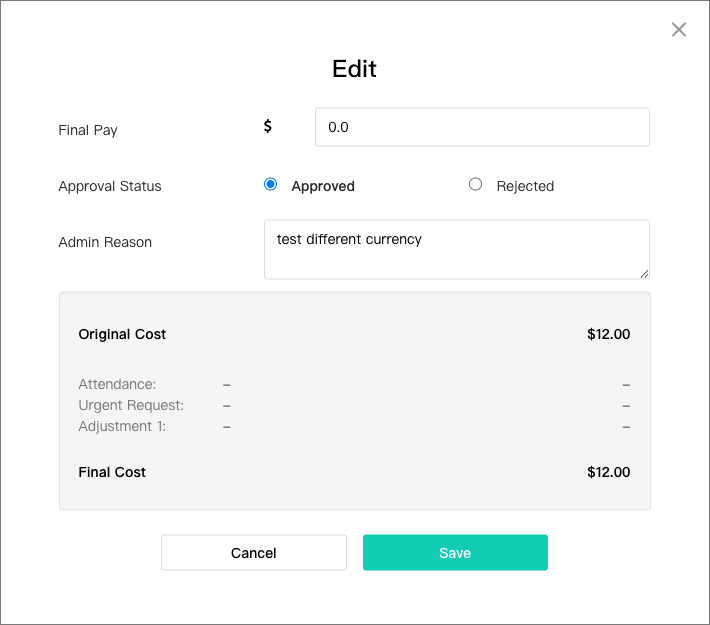 Edit
Final Pay $ 0.0
Approval Status Approved Rejected
Admin Reason test different currency
Original Cost $12.00
Attendance: – –
Urgent Request: – –
Adjustment 1: – –
Final Cost $12.00
Cancel Save